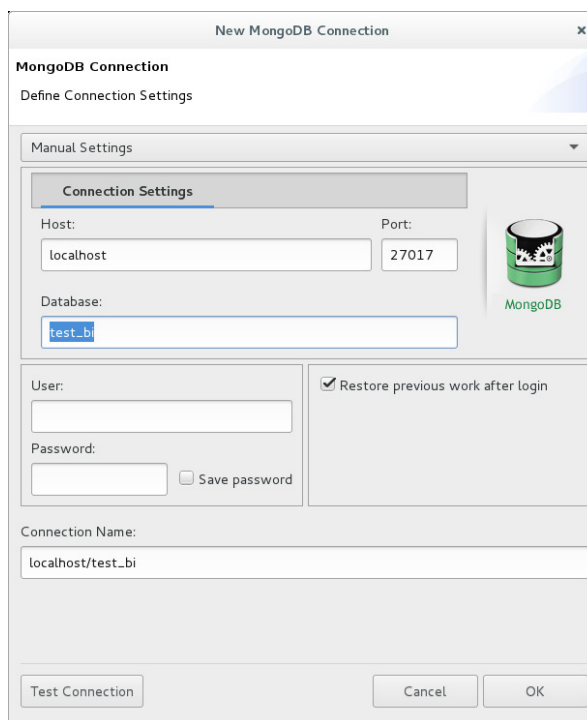 New MongoDB Connection
MongoDB Connection
Define Connection Settings
Manual Settings
Connection Settings
Host: Port:
localhost 27017
MongoDB
Database:
test_bi
User:
Restore previous work after login
Password:
Save password
Connection Name:
localhost/test_bi
Test Connection Cancel OK